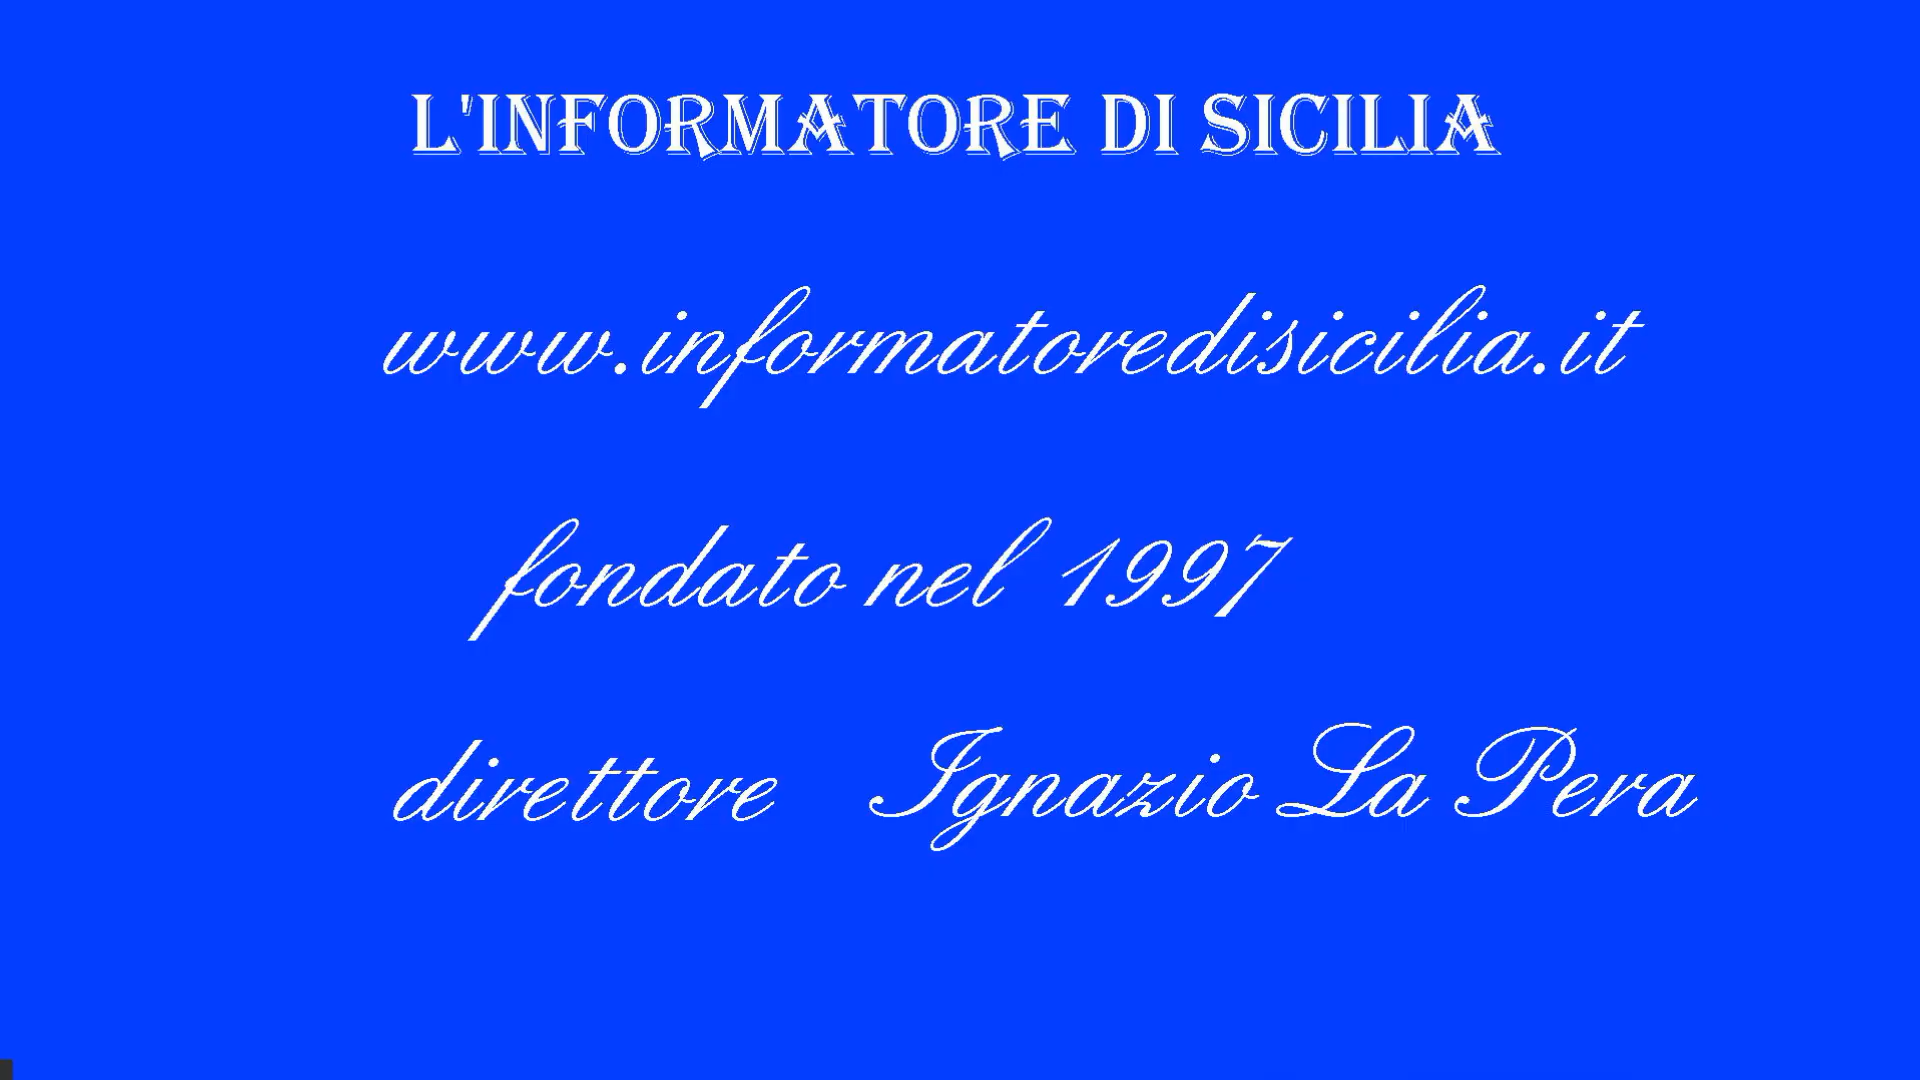 L'INFORMATORE DI SICILIA
www.informatoredisicilia.it
fondato nel 1997
direttore Ignazio La Pera